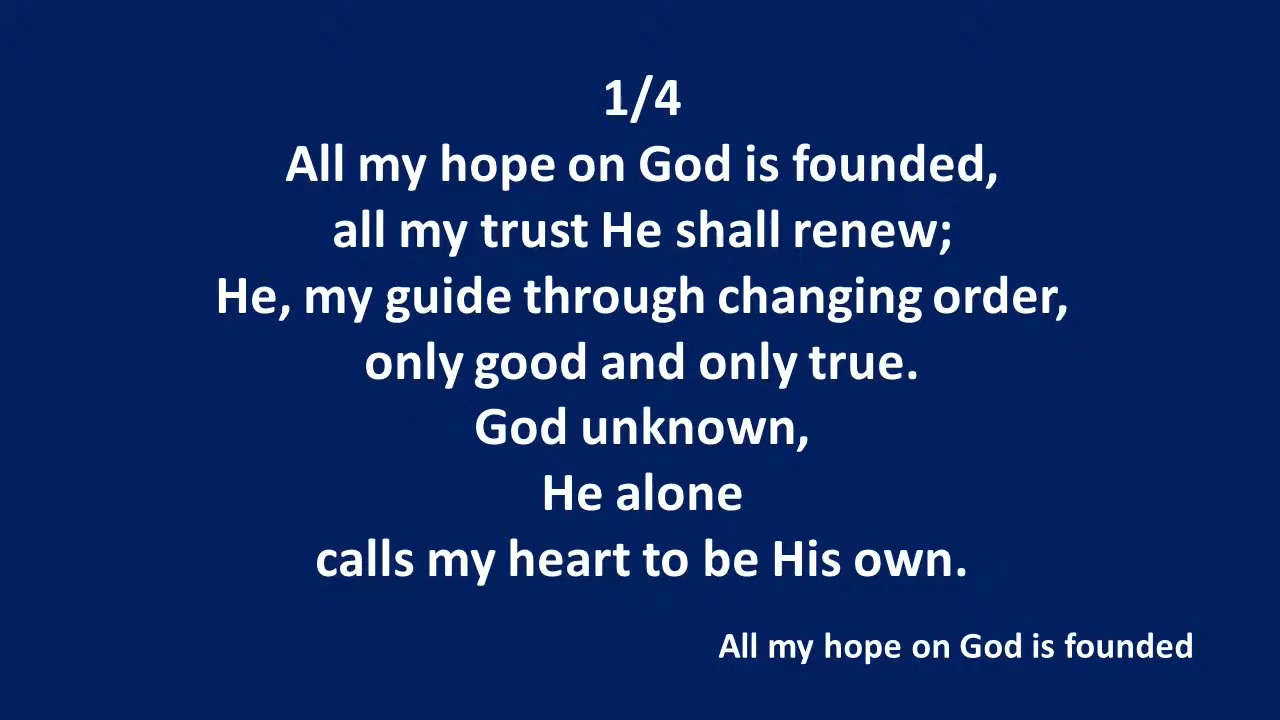 1/4
All my hope on God is founded,
all my trust He shall renew;
He, my guide through changing order,
only good and only true.
God unknown,
He alone
calls my heart to be His own.
All my hope on God is founded